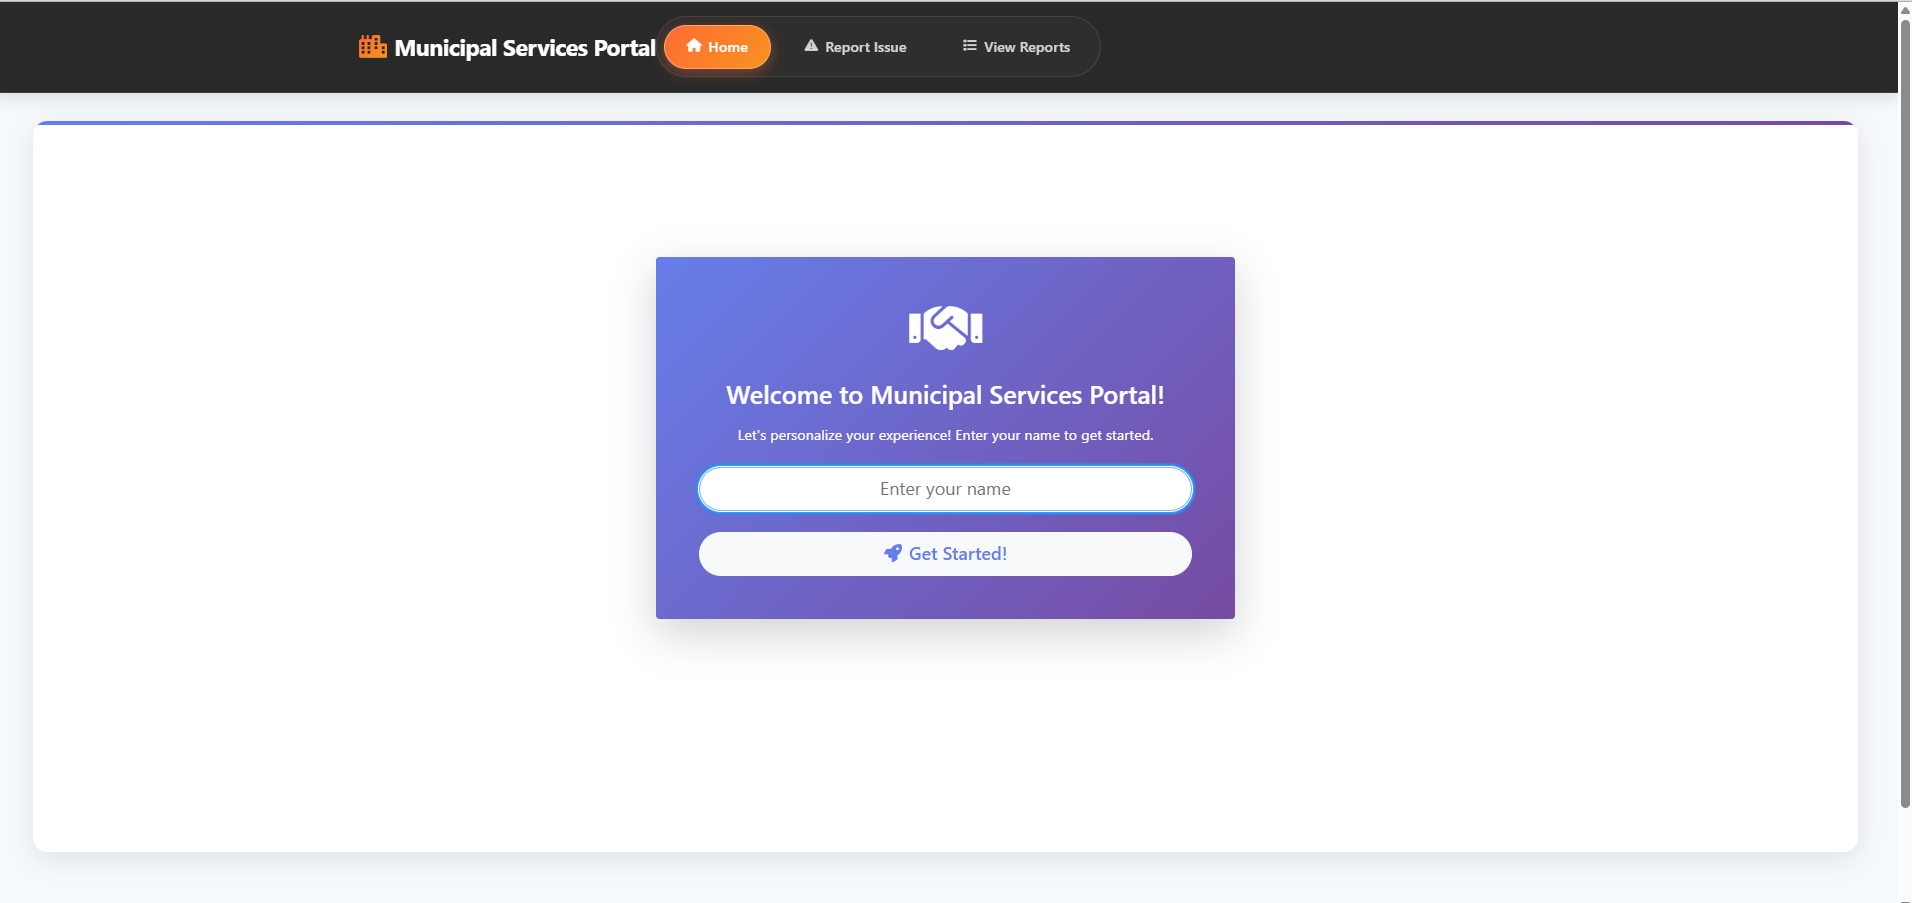 Municipal Services Portal
Home
Report Issue
View Reports
Welcome to Municipal Services Portal!
Let's personalize your experience! Enter your name to get started.
Enter your name
Get Started!